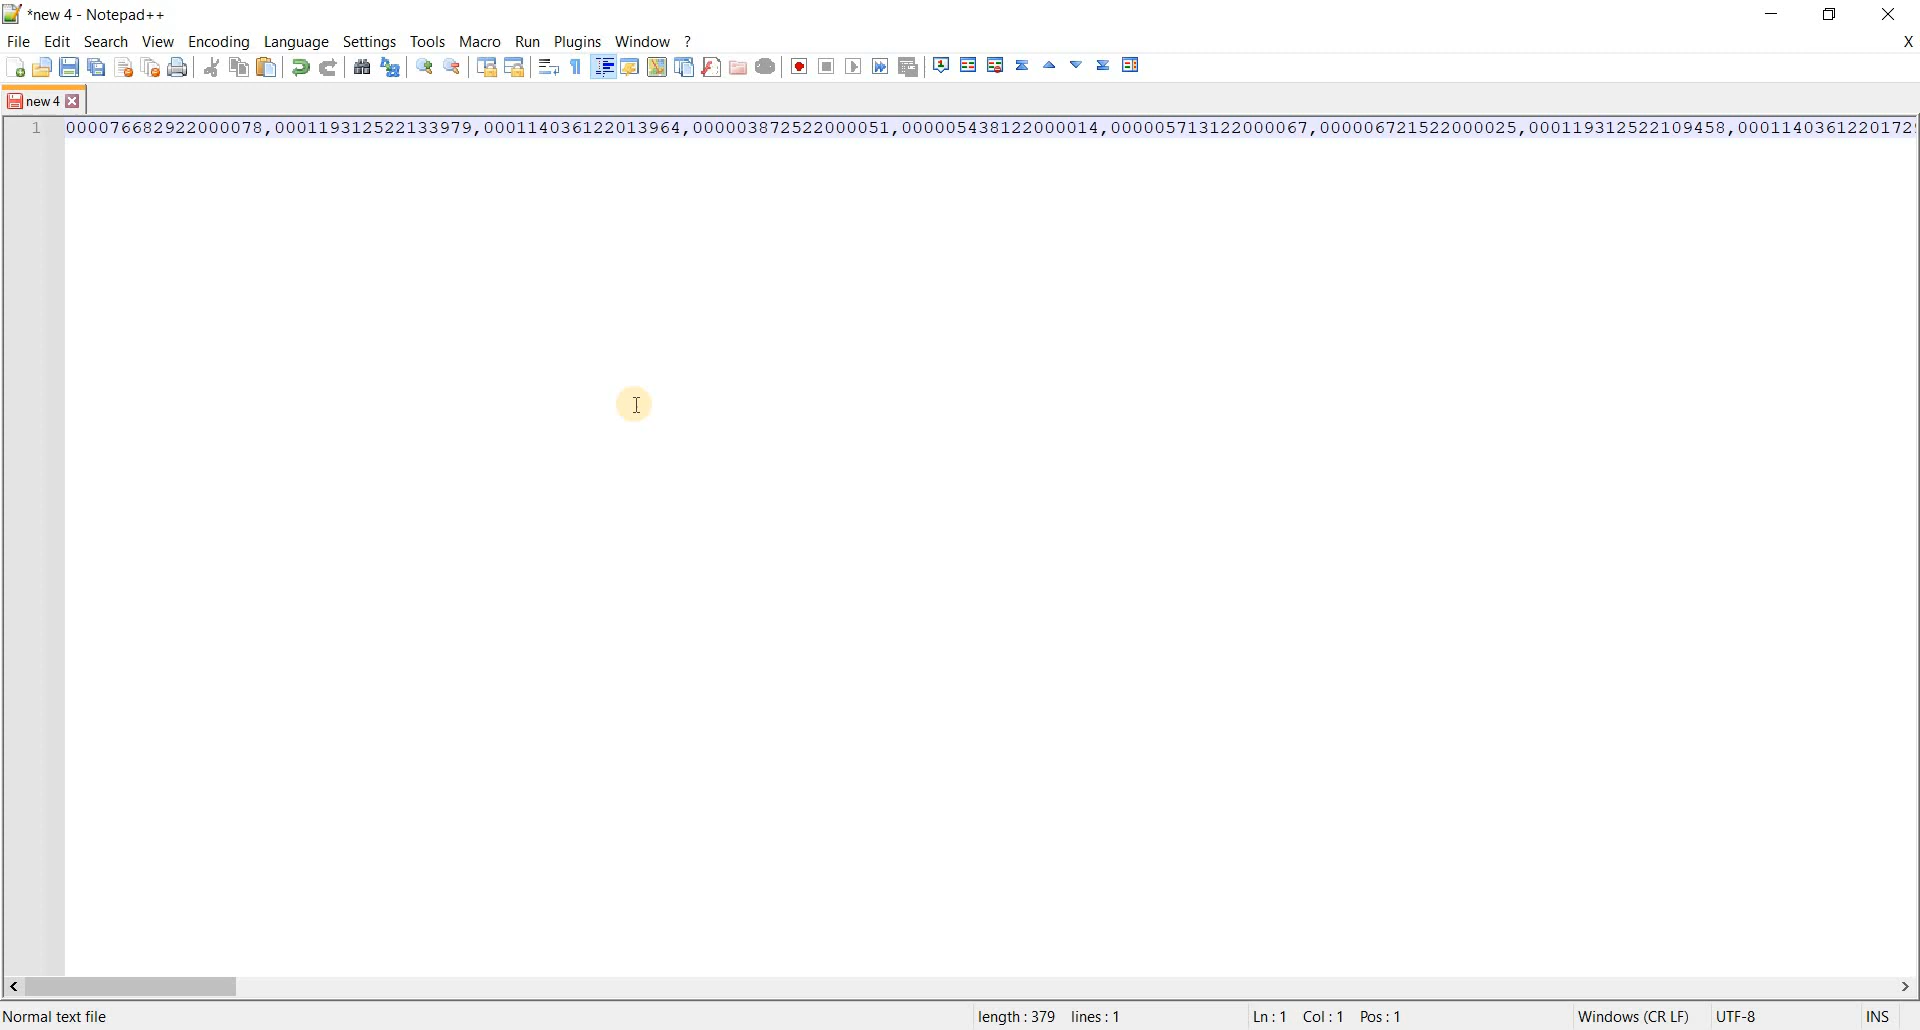 *new 4 - Notepad++
File Edit Search View Encoding Language Settings Tools Macro Run Plugins Window ?
X
new 4
1 000076682922000078,000119312522133979,000114036122013964,000003872522000051,000005438122000014,000005713122000067,000006721522000025,000119312522109458,00011403612201729
Normal text file length : 379 lines : 1 Ln : 1 Col : 1 Pos : 1 Windows (CR LF) UTF-8 INS